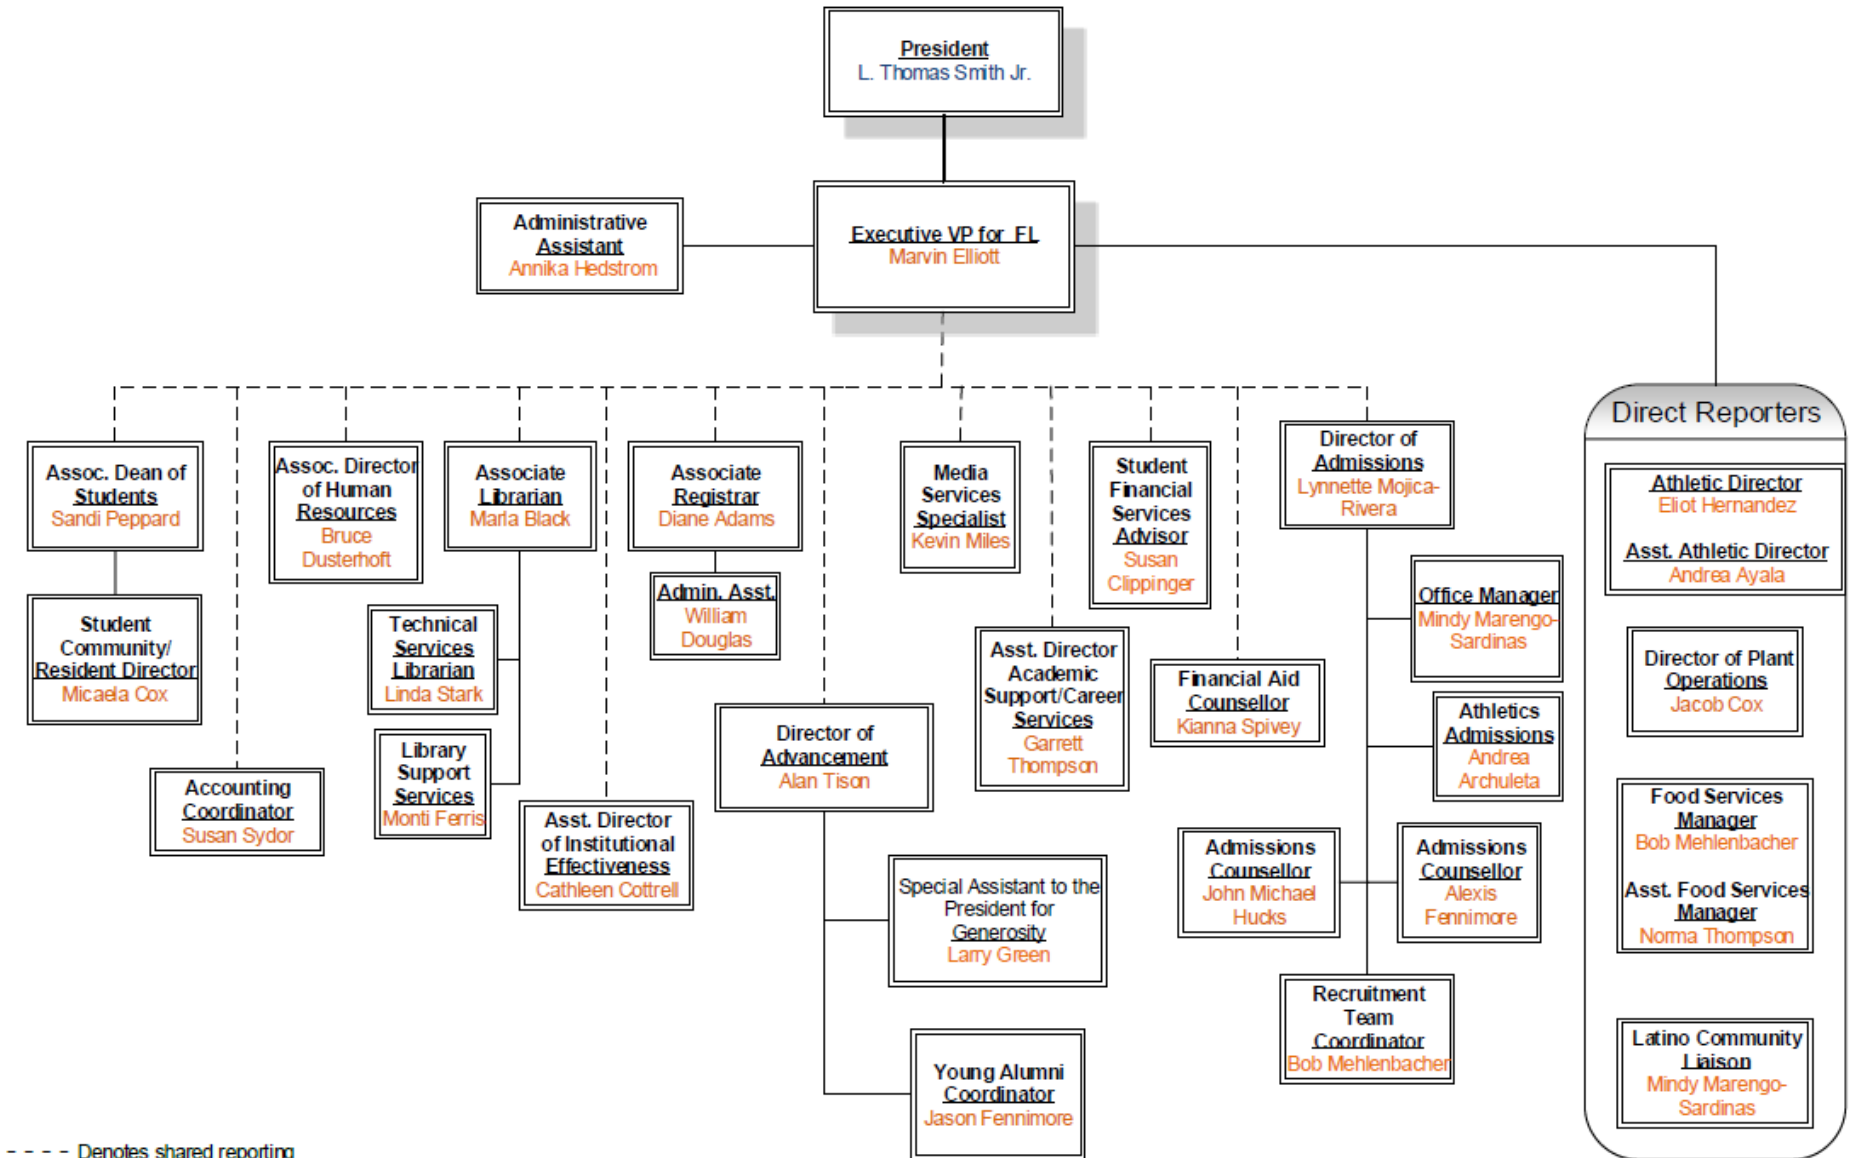 President
L. Thomas Smith Jr.
Administrative
Assistant
Annika Hedstrom
Executive VP for FL
Marvin Elliott
Direct Reporters
Assoc. Dean of
Students
Sandi Peppard
Student
Community/
Resident Director
Micaela Cox
Accounting
Coordinator
Susan Sydor
Assoc. Director
of Human
Resources
Bruce
Dusterhoft
Associate
Librarian
Marla Black
Technical
Services
Librarian
Linda Stark
Library
Support
Services
Monti Ferris
Asst. Director
of Institutional
Effectiveness
Cathleen Cottrell
Associate
Registrar
Diane Adams
Admin. Asst.
William
Douglas
Director of
Advancement
Alan Tison
Special Assistant to the
President for
Generosity
Larry Green
Young Alumni
Coordinator
Jason Fennimore
Media
Services
Specialist
Kevin Miles
Asst. Director
Academic
Support/Career
Services
Garrett
Thompson
Student
Financial
Services
Advisor
Susan
Clippinger
Financial Aid
Counsellor
Kianna Spivey
Director of
Admissions
Lynnette Mojica-
Rivera
Office Manager
Mindy Marengo-
Sardinas
Athletics
Admissions
Andrea
Archuleta
Admissions
Counsellor
John Michael
Hucks
Admissions
Counsellor
Alexis
Fennimore
Recruitment
Team
Coordinator
Bob Mehlenbacher
Athletic Director
Eliot Hernandez
Asst. Athletic Director
Andrea Ayala
Director of Plant
Operations
Jacob Cox
Food Services
Manager
Bob Mehlenbacher
Asst. Food Services
Manager
Norma Thompson
Latino Community
Liaison
Mindy Marengo-
Sardinas
- - - - Denotes shared reporting